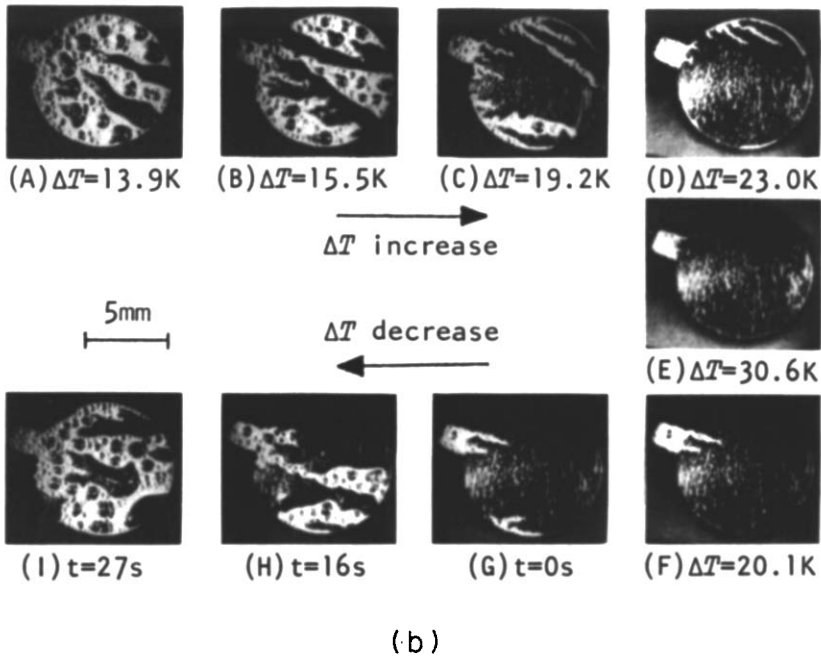 (A)ΔT=13.9K (B)ΔT=15.5K (C)ΔT=19.2K (D)ΔT=23.0K
ΔT increase
5mm
ΔT decrease
(E)ΔT=30.6K
(I)t=27s (H)t=16s (G)t=0s (F)ΔT=20.1K
(b)